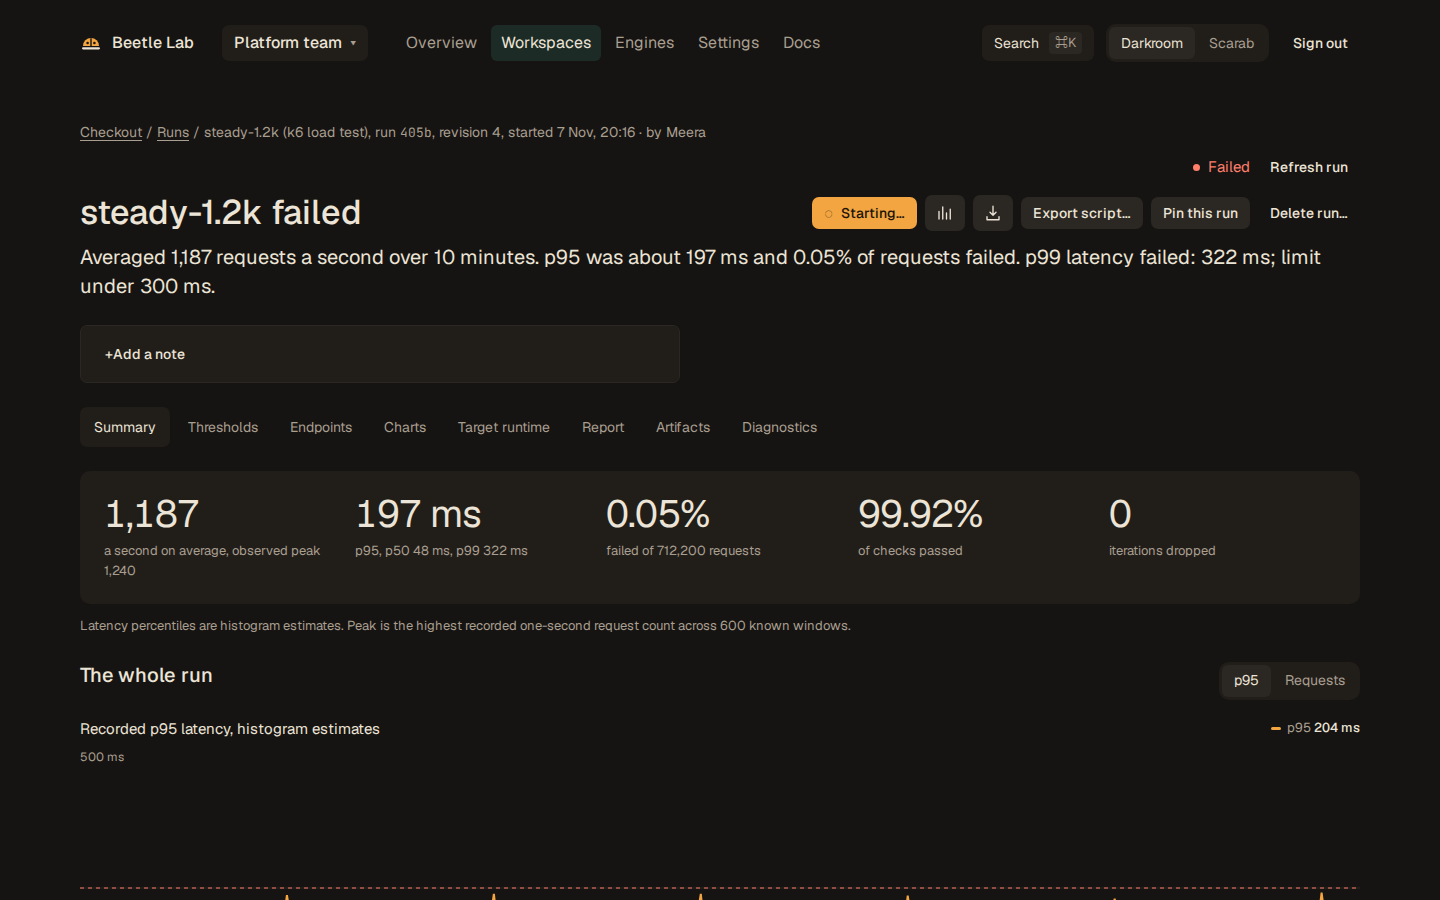 Beetle Lab Platform team ▾ Overview Workspaces Engines Settings Docs Search ⌘K Darkroom Scarab Sign out
Checkout / Runs / steady-1.2k (k6 load test), run 405b, revision 4, started 7 Nov, 20:16 · by Meera
Failed Refresh run
steady-1.2k failed Starting... Export script... Pin this run Delete run...
Averaged 1,187 requests a second over 10 minutes. p95 was about 197 ms and 0.05% of requests failed. p99 latency failed: 322 ms; limit
under 300 ms.
+Add a note
Summary Thresholds Endpoints Charts Target runtime Report Artifacts Diagnostics
1,187 197 ms 0.05% 99.92% 0
a second on average, observed peak p95, p50 48 ms, p99 322 ms failed of 712,200 requests of checks passed iterations dropped
1,240
Latency percentiles are histogram estimates. Peak is the highest recorded one-second request count across 600 known windows.
The whole run p95 Requests
Recorded p95 latency, histogram estimates p95 204 ms
500 ms